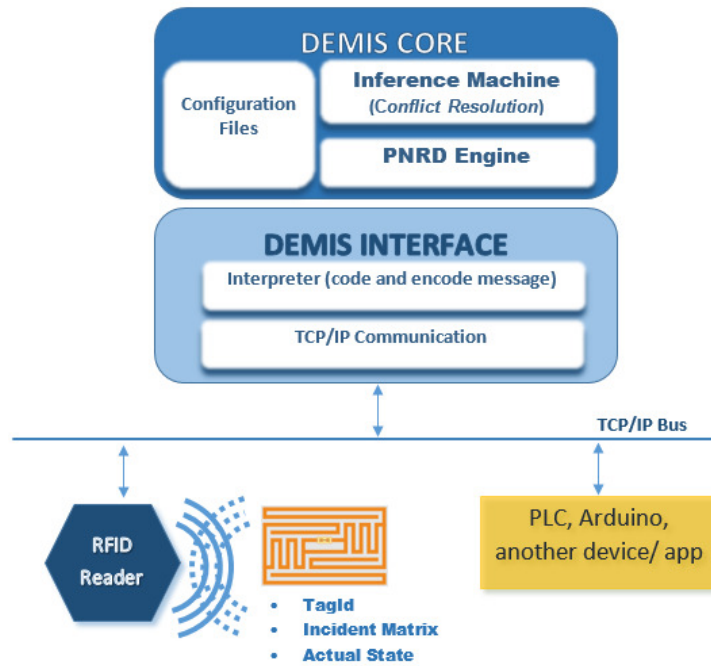 DEMIS CORE
Configuration
Files
Inference Machine
(Conflict Resolution)
PNRD Engine
DEMIS INTERFACE
Interpreter (code and encode message)
TCP/IP Communication
TCP/IP Bus
RFID
Reader
• TagId
• Incident Matrix
• Actual State
PLC, Arduino,
another device/ app